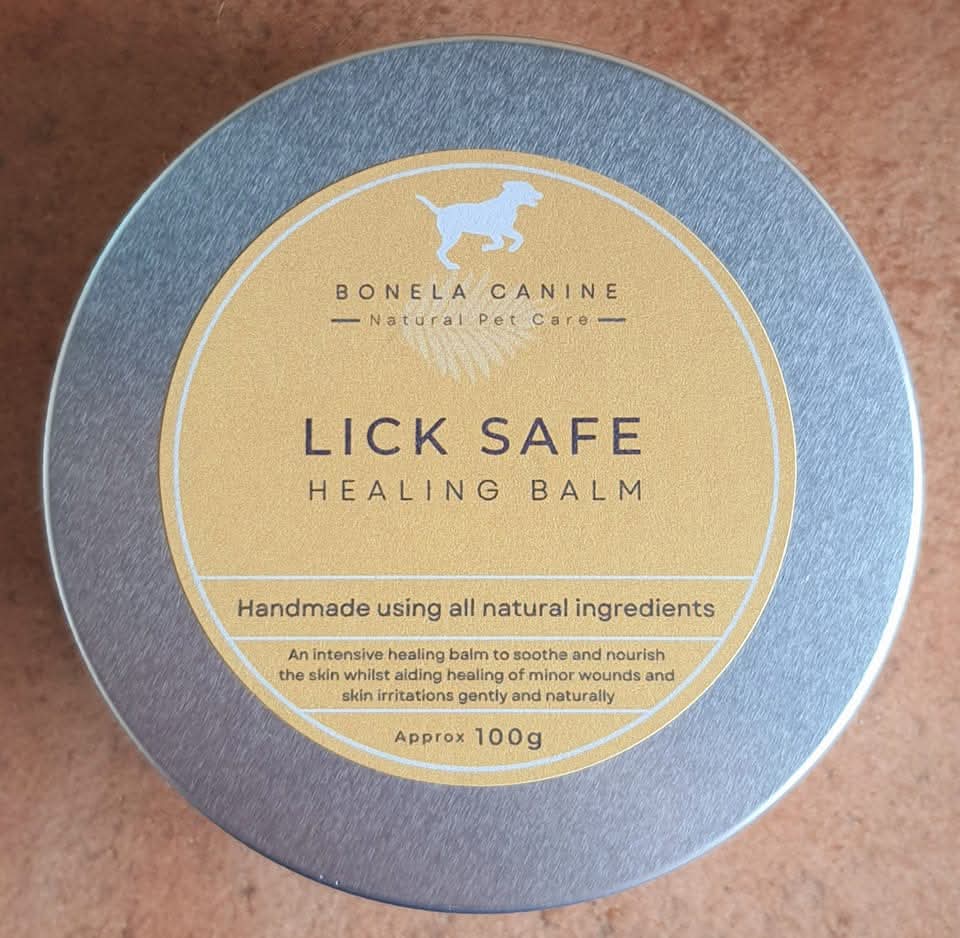 BONELA CANINE
Natural Pet Care
LICK SAFE
HEALING BALM
Handmade using all natural ingredients
An intensive healing balm to soothe and nourish
the skin whilst aiding healing of minor wounds and
skin irritations gently and naturally
Approx 100g